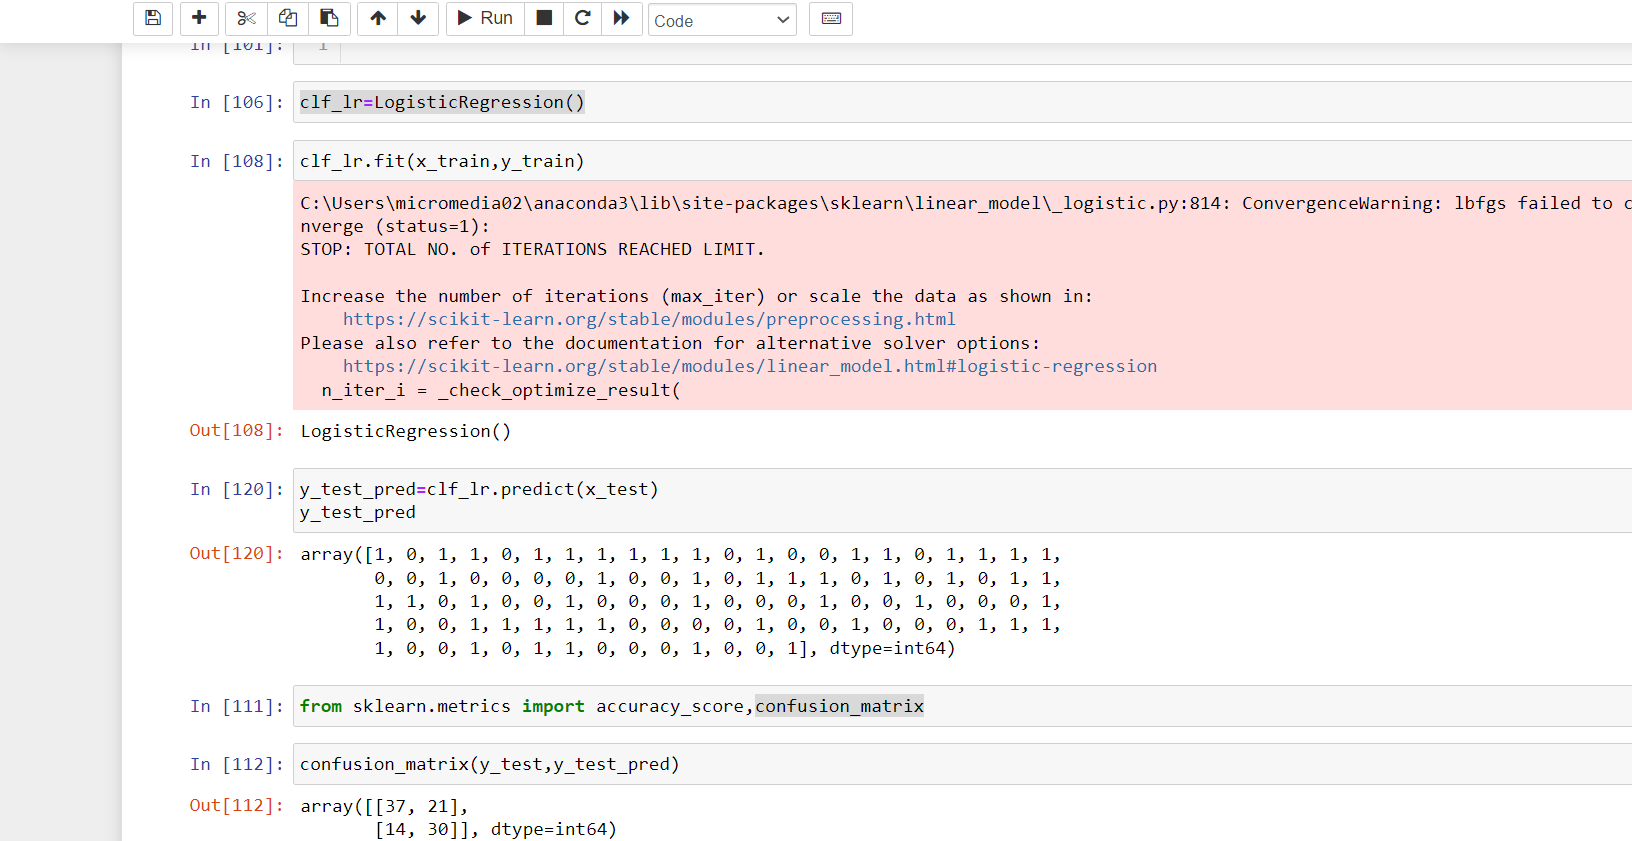 Run
Code
In [101]:
1
In [106]:
clf_lr=LogisticRegression()
In [108]:
clf_lr.fit(x_train,y_train)
C:\Users\micromedia02\anaconda3\lib\site-packages\sklearn\linear_model\_logistic.py:814: ConvergenceWarning: lbfgs failed to c
nverge (status=1):
STOP: TOTAL NO. of ITERATIONS REACHED LIMIT.
Increase the number of iterations (max_iter) or scale the data as shown in:
https://scikit-learn.org/stable/modules/preprocessing.html
Please also refer to the documentation for alternative solver options:
https://scikit-learn.org/stable/modules/linear_model.html#logistic-regression
n_iter_i = _check_optimize_result(
Out[108]:
LogisticRegression()
In [120]:
y_test_pred=clf_lr.predict(x_test)
y_test_pred
Out[120]:
array([1, 0, 1, 1, 0, 1, 1, 1, 1, 1, 1, 0, 1, 0, 0, 1, 1, 0, 1, 1, 1, 1,
0, 0, 1, 0, 0, 0, 0, 1, 0, 0, 1, 0, 1, 1, 1, 0, 1, 0, 1, 0, 1, 1,
1, 1, 0, 1, 0, 0, 1, 0, 0, 0, 1, 0, 0, 0, 1, 0, 0, 1, 0, 0, 0, 1,
1, 0, 0, 1, 1, 1, 1, 1, 0, 0, 0, 0, 1, 0, 0, 1, 0, 0, 0, 1, 1, 1,
1, 0, 0, 1, 0, 1, 1, 0, 0, 0, 1, 0, 0, 1], dtype=int64)
In [111]:
from sklearn.metrics import accuracy_score,confusion_matrix
In [112]:
confusion_matrix(y_test,y_test_pred)
Out[112]:
array([[37, 21],
[14, 30]], dtype=int64)